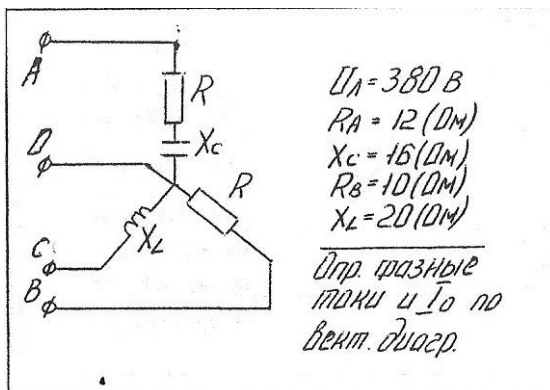 A
R
Xc
0
R
C
XL
B
Uл = 380 В
RA = 12 (Ом)
Xc = 16 (Ом)
RB = 10 (Ом)
XL = 20 (Ом)
Опр. фазные
токи и I0 по
вект. диагр.